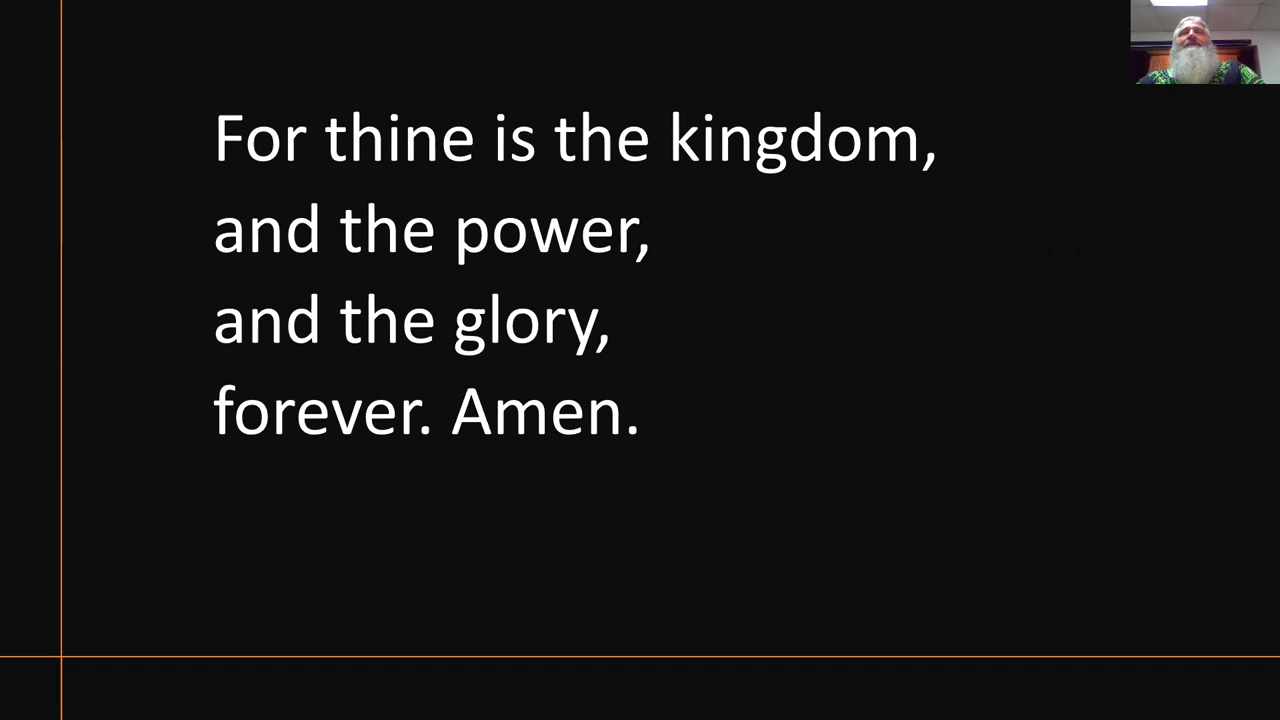 For thine is the kingdom,
and the power,
and the glory,
forever. Amen.